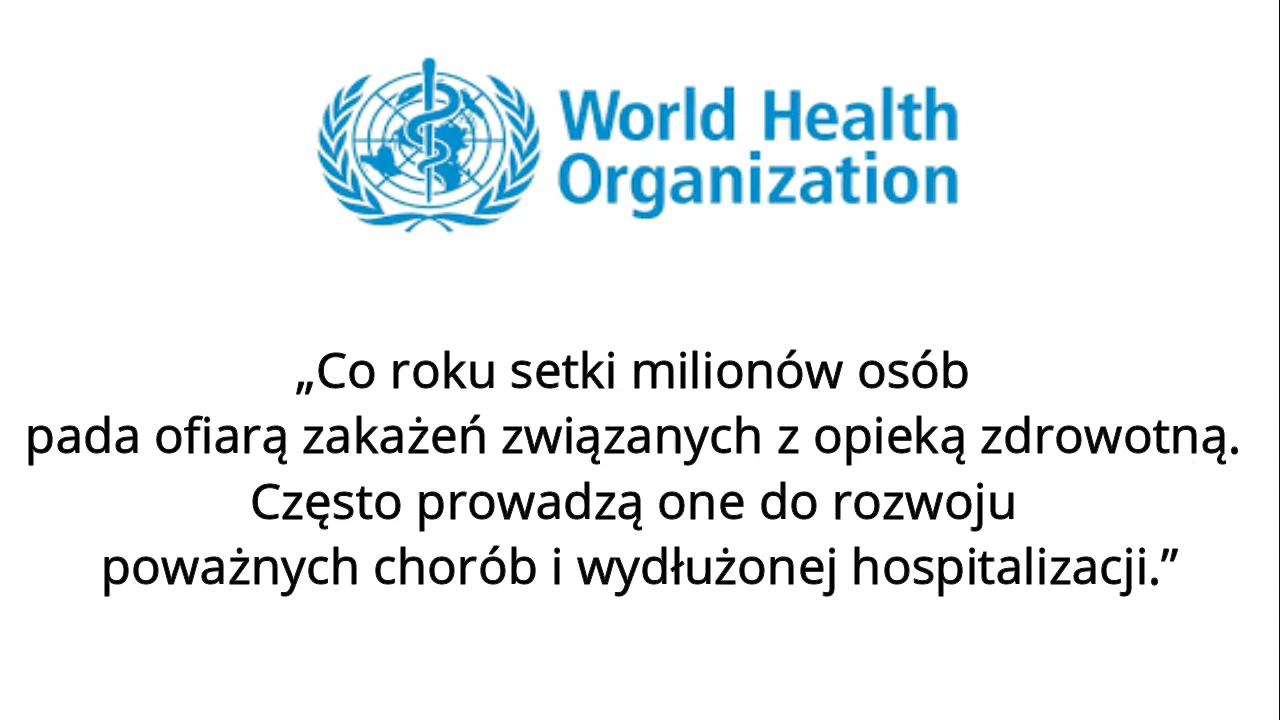 World Health
Organization
„Co roku setki milionów osób
pada ofiarą zakażeń związanych z opieką zdrowotną.
Często prowadzą one do rozwoju
poważnych chorób i wydłużonej hospitalizacji.”